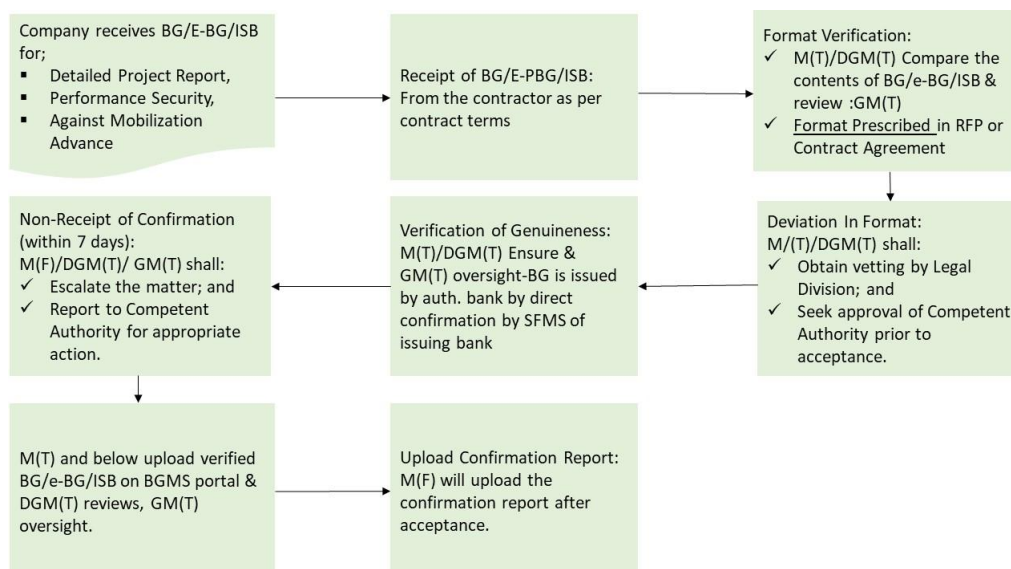 Company receives BG/E-BG/ISB
for;
▪ Detailed Project Report,
▪ Performance Security,
▪ Against Mobilization
Advance
Receipt of BG/E-PBG/ISB:
From the contractor as per
contract terms
Format Verification:
✓ M(T)/DGM(T) Compare the
contents of BG/e-BG/ISB &
review :GM(T)
✓ Format Prescribed in RFP or
Contract Agreement
Deviation In Format:
M/(T)/DGM(T) shall:
✓ Obtain vetting by Legal
Division; and
✓ Seek approval of Competent
Authority prior to
acceptance.
Verification of Genuineness:
M(T)/DGM(T) Ensure &
GM(T) oversight-BG is issued
by auth. bank by direct
confirmation by SFMS of
issuing bank
Non-Receipt of Confirmation
(within 7 days):
M(F)/DGM(T)/ GM(T) shall:
✓ Escalate the matter; and
✓ Report to Competent
Authority for appropriate
action.
M(T) and below upload verified
BG/e-BG/ISB on BGMS portal &
DGM(T) reviews, GM(T)
oversight.
Upload Confirmation Report:
M(F) will upload the
confirmation report after
acceptance.